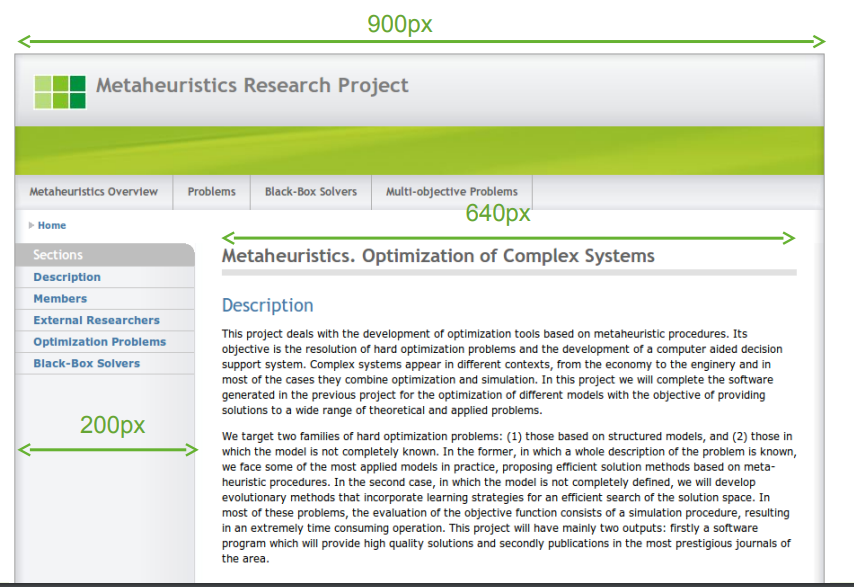 900px
Metaheuristics Research Project
Metaheuristics Overview
Problems
Black-Box Solvers
Multi-objective Problems
640px
Home
Sections
Description
Members
External Researchers
Optimization Problems
Black-Box Solvers
200px
Metaheuristics. Optimization of Complex Systems
Description
This project deals with the development of optimization tools based on metaheuristic procedures. Its
objective is the resolution of hard optimization problems and the development of a computer aided decision
support system. Complex systems appear in different contexts, from the economy to the enginery and in
most of the cases they combine optimization and simulation. In this project we will complete the software
generated in the previous project for the optimization of different models with the objective of providing
solutions to a wide range of theoretical and applied problems.
We target two families of hard optimization problems: (1) those based on structured models, and (2) those in
which the model is not completely known. In the former, in which a whole description of the problem is known,
we face some of the most applied models in practice, proposing efficient solution methods based on meta-
heuristic procedures. In the second case, in which the model is not completely defined, we will develop
evolutionary methods that incorporate learning strategies for an efficient search of the solution space. In
most of these problems, the evaluation of the objective function consists of a simulation procedure, resulting
in an extremely time consuming operation. This project will have mainly two outputs: firstly a software
program which will provide high quality solutions and secondly publications in the most prestigious journals of
the area.